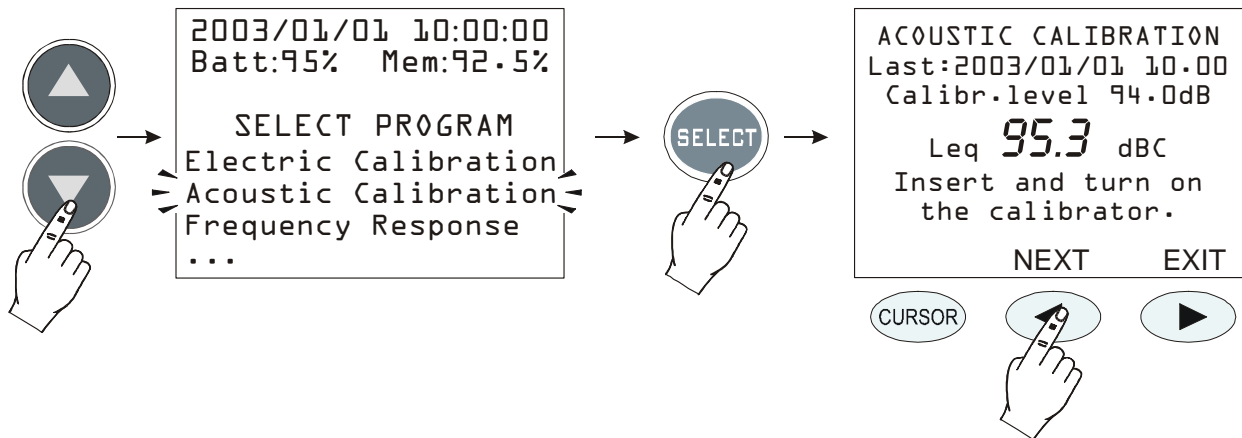 2003/01/01 10:00:00
Batt:95% Mem:92.5%
SELECT PROGRAM
Electric Calibration
Acoustic Calibration
Frequency Response
...
SELECT
ACOUSTIC CALIBRATION
Last:2003/01/01 10.00
Calibr.level 94.0dB
Leq 95.3 dBC
Insert and turn on
the calibrator.
NEXT EXIT
CURSOR